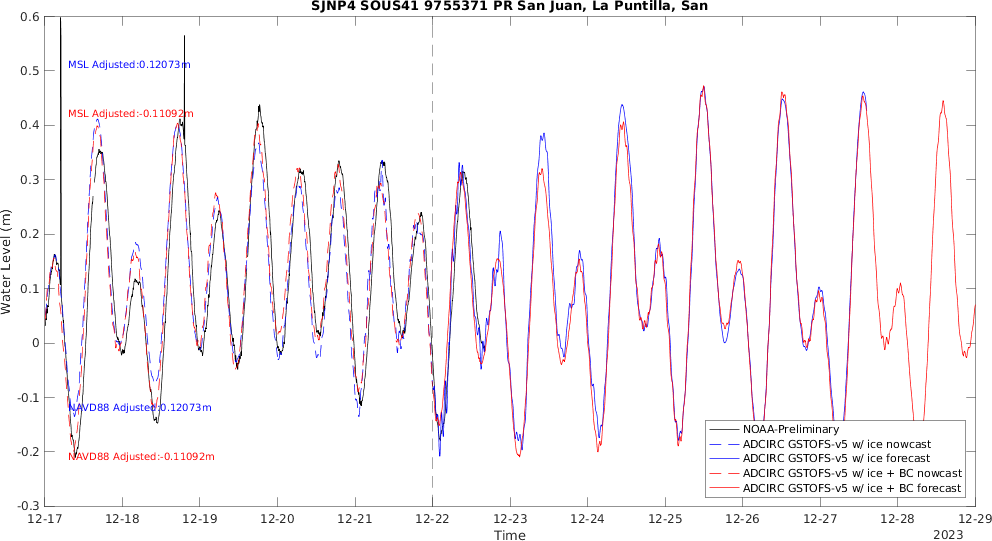 SJNP4 SOUS41 9755371 PR San Juan, La Puntilla, San
0.6
0.5
0.4
0.3
0.2
0.1
0
-0.1
-0.2
-0.3
Water Level (m)
MSL Adjusted:0.12073m
MSL Adjusted:-0.11092m
NAVD88 Adjusted:0.12073m
NAVD88 Adjusted:-0.11092m
NOAA-Preliminary
ADCIRC GSTOFS-v5 w/ ice nowcast
ADCIRC GSTOFS-v5 w/ ice forecast
ADCIRC GSTOFS-v5 w/ ice + BC nowcast
ADCIRC GSTOFS-v5 w/ ice + BC forecast
12-17 12-18 12-19 12-20 12-21 12-22 12-23 12-24 12-25 12-26 12-27 12-28 12-29
Time
2023